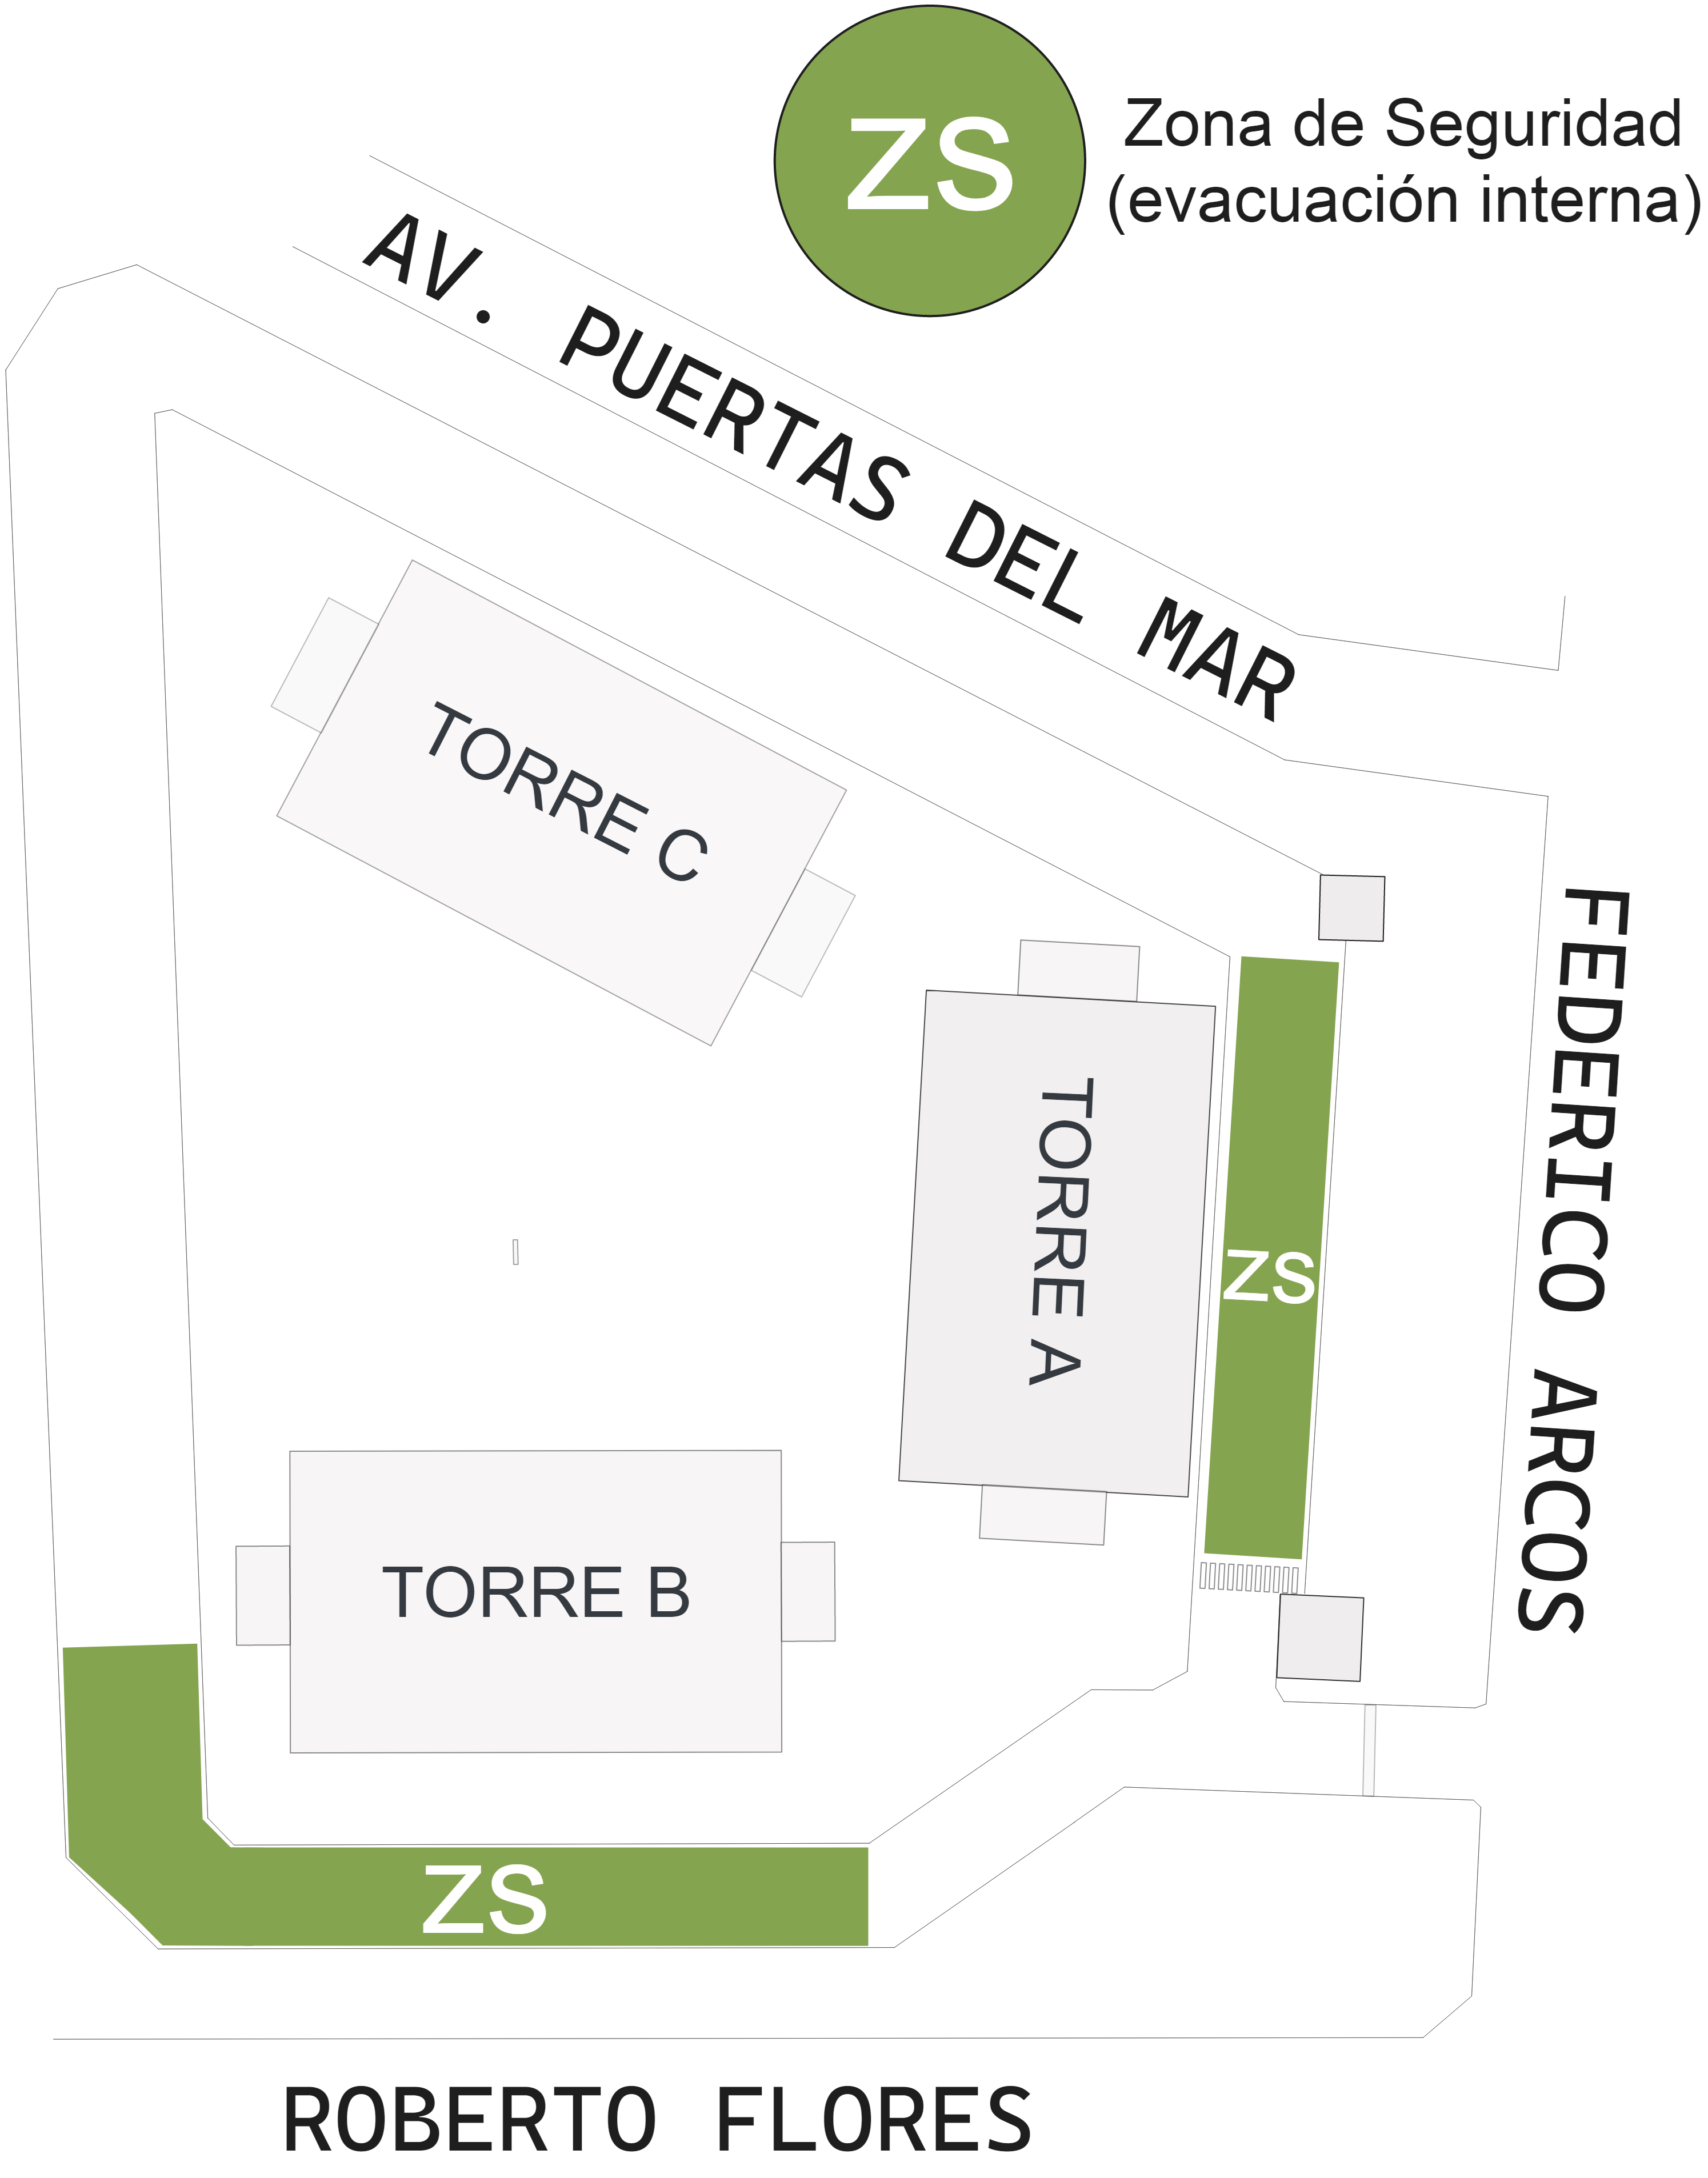 ZS
Zona de Seguridad
(evacuación interna)
AV. PUERTAS DEL MAR
TORRE C
FEDERICO ARCOS
TORRE A
ZS
TORRE B
ZS
ROBERTO FLORES